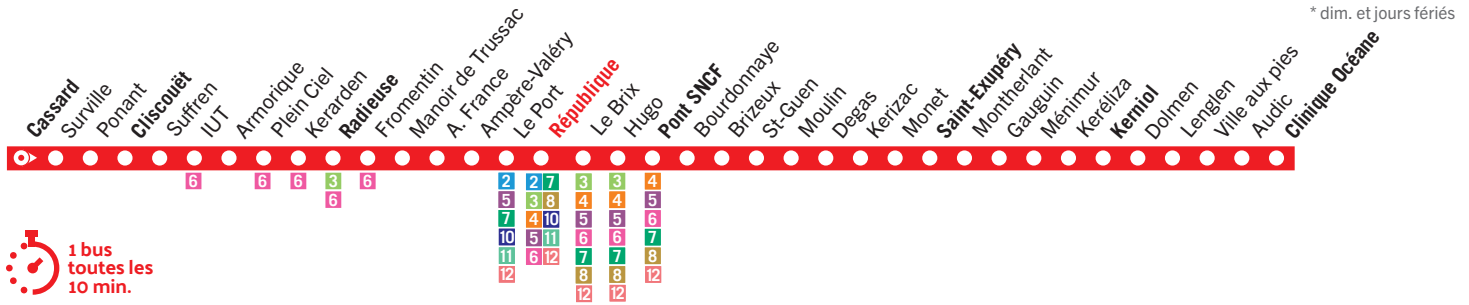 * dim. et jours fériés
Cassard
Surville
Ponant
Cliscouët
Suffren
IUT
Armorique
Plein Ciel
Kerarden
Radieuse
Fromentin
Manoir de Trussac
A. France
Ampère-Valéry
Le Port
République
Le Brix
Hugo
Pont SNCF
Bourdonnaye
Brizeux
St-Guen
Moulin
Degas
Kerizac
Monet
Saint-Exupéry
Montherlant
Gauguin
Ménimur
Keréliza
Kerniol
Dolmen
Lenglen
Ville aux pies
Audic
Clinique Océane
6 6 6 3 6 2 2 7 3 3 4
6 5 3 8 4 4 5
7 4 10 5 5 6
10 5 11 6 6 7
11 6 12 7 7 8
12 8 8 12
12 12
1 bus
toutes les
10 min.